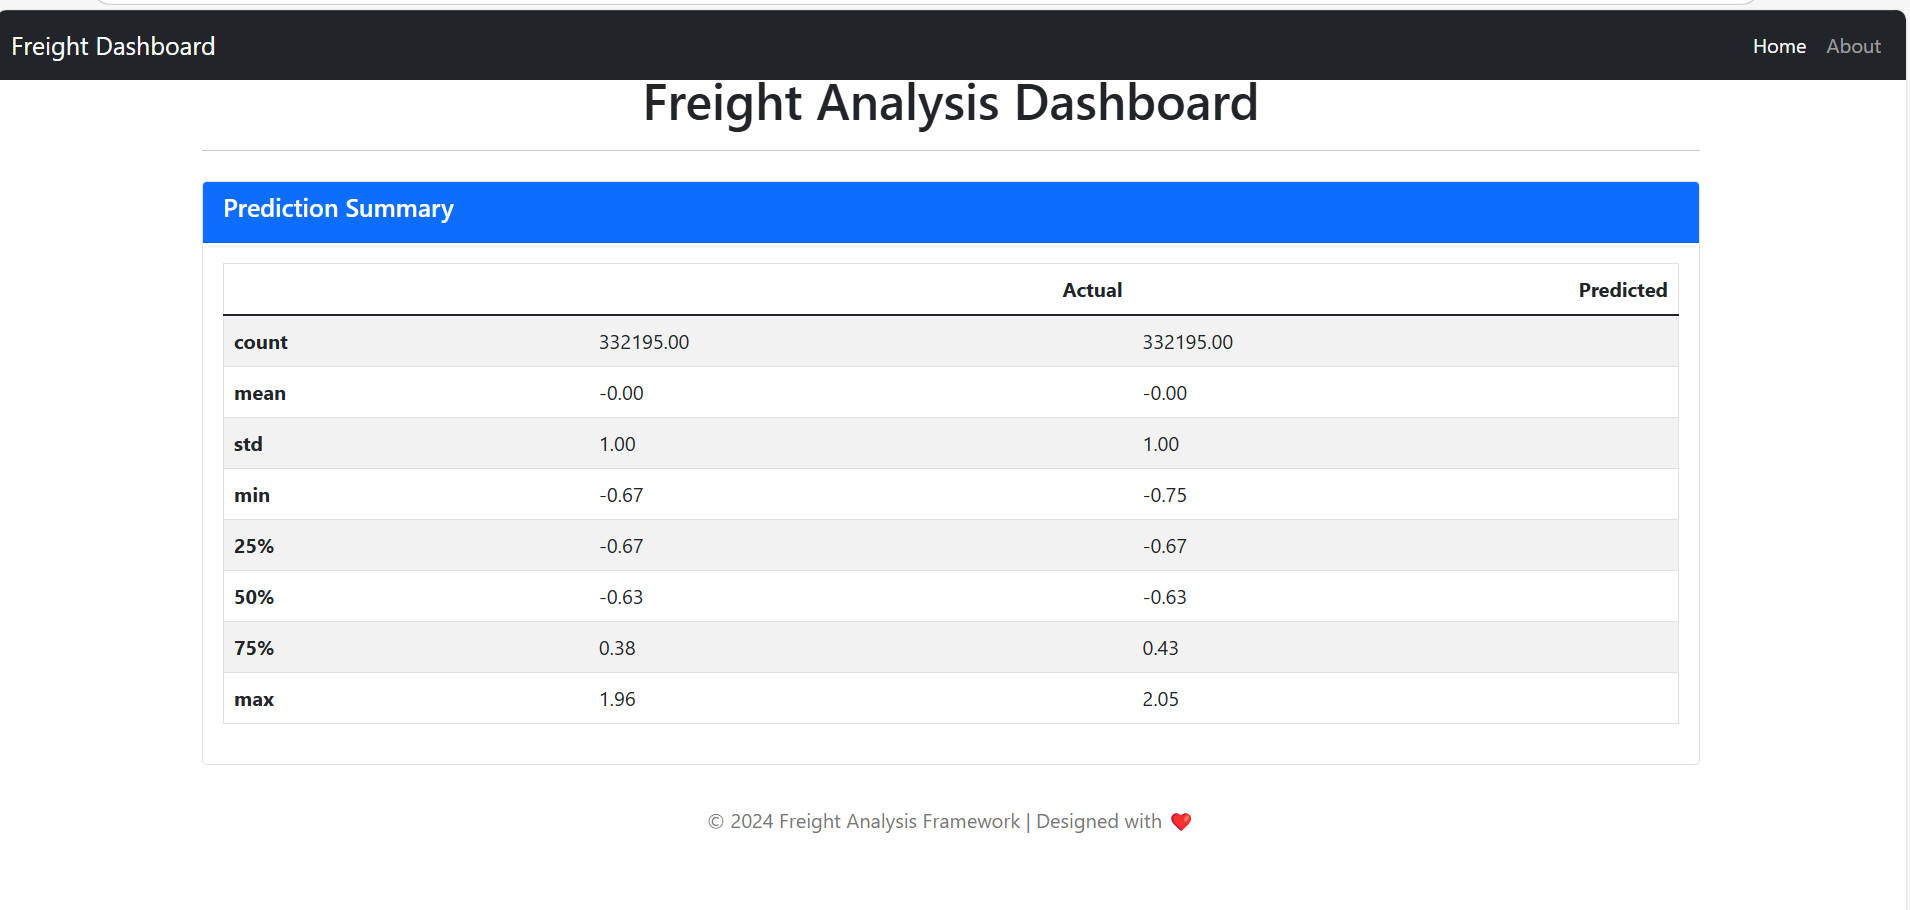 Freight Dashboard Home About
Freight Analysis Dashboard
Prediction Summary
Actual Predicted
count 332195.00 332195.00
mean -0.00 -0.00
std 1.00 1.00
min -0.67 -0.75
25% -0.67 -0.67
50% -0.63 -0.63
75% 0.38 0.43
max 1.96 2.05
© 2024 Freight Analysis Framework | Designed with ❤️